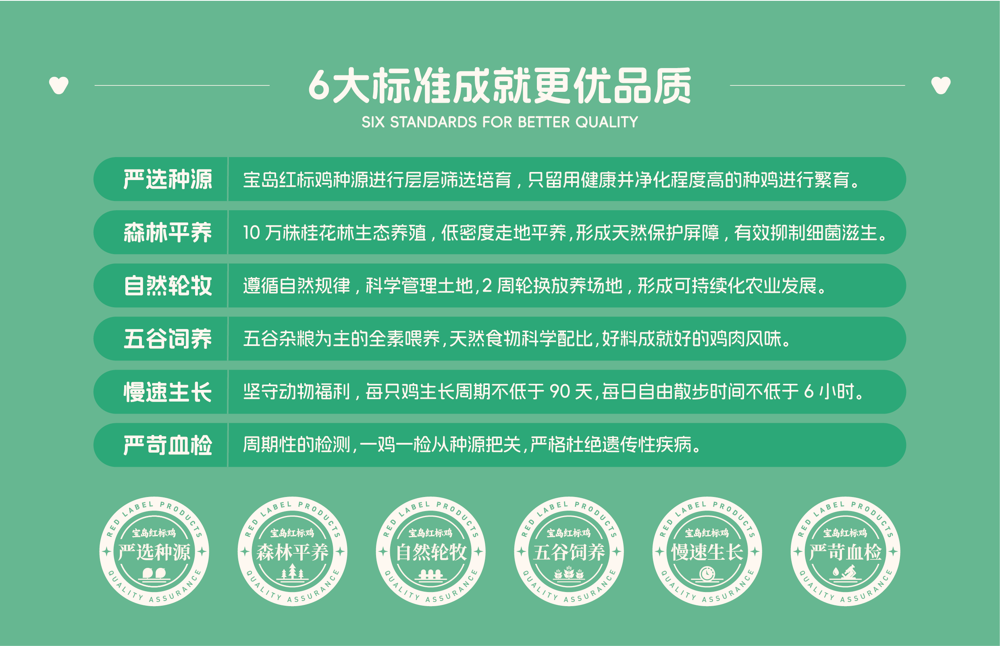 6大标准成就更优品质
SIX STANDARDS FOR BETTER QUALITY
严选种源
宝岛红标鸡种源进行层层筛选培育，只留用健康并净化程度高的种鸡进行繁育。
森林平养
10 万株桂花林生态养殖，低密度走地平养,形成天然保护屏障，有效抑制细菌滋生。
自然轮牧
遵循自然规律，科学管理土地,2 周轮换放养场地，形成可持续化农业发展。
五谷饲养
五谷杂粮为主的全素喂养,天然食物科学配比,好料成就好的鸡肉风味。
慢速生长
坚守动物福利，每只鸡生长周期不低于 90 天,每日自由散步时间不低于 6 小时。
严苛血检
周期性的检测,一鸡一检从种源把关,严格杜绝遗传性疾病。
RED LABEL PRODUCTS
宝岛红标鸡
严选种源
QUALITY ASSURANCE
RED LABEL PRODUCTS
宝岛红标鸡
森林平养
QUALITY ASSURANCE
RED LABEL PRODUCTS
宝岛红标鸡
自然轮牧
QUALITY ASSURANCE
RED LABEL PRODUCTS
宝岛红标鸡
五谷饲养
QUALITY ASSURANCE
RED LABEL PRODUCTS
宝岛红标鸡
慢速生长
QUALITY ASSURANCE
RED LABEL PRODUCTS
宝岛红标鸡
严苛血检
QUALITY ASSURANCE